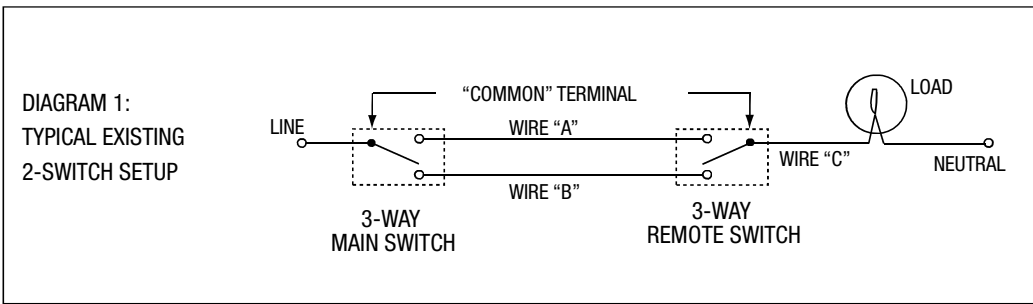 DIAGRAM 1:
TYPICAL EXISTING
2-SWITCH SETUP
“COMMON” TERMINAL
LOAD
LINE
WIRE “A”
WIRE “C”
NEUTRAL
WIRE “B”
3-WAY
MAIN SWITCH
3-WAY
REMOTE SWITCH